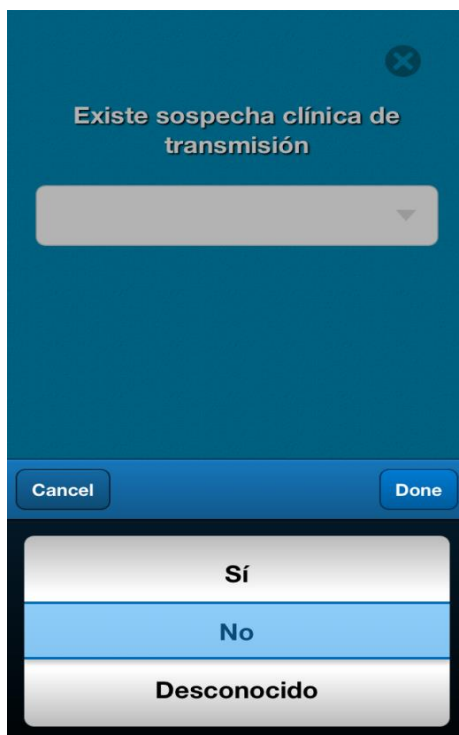 Existe sospecha clínica de
transmisión
Cancel
Done
Sí
No
Desconocido